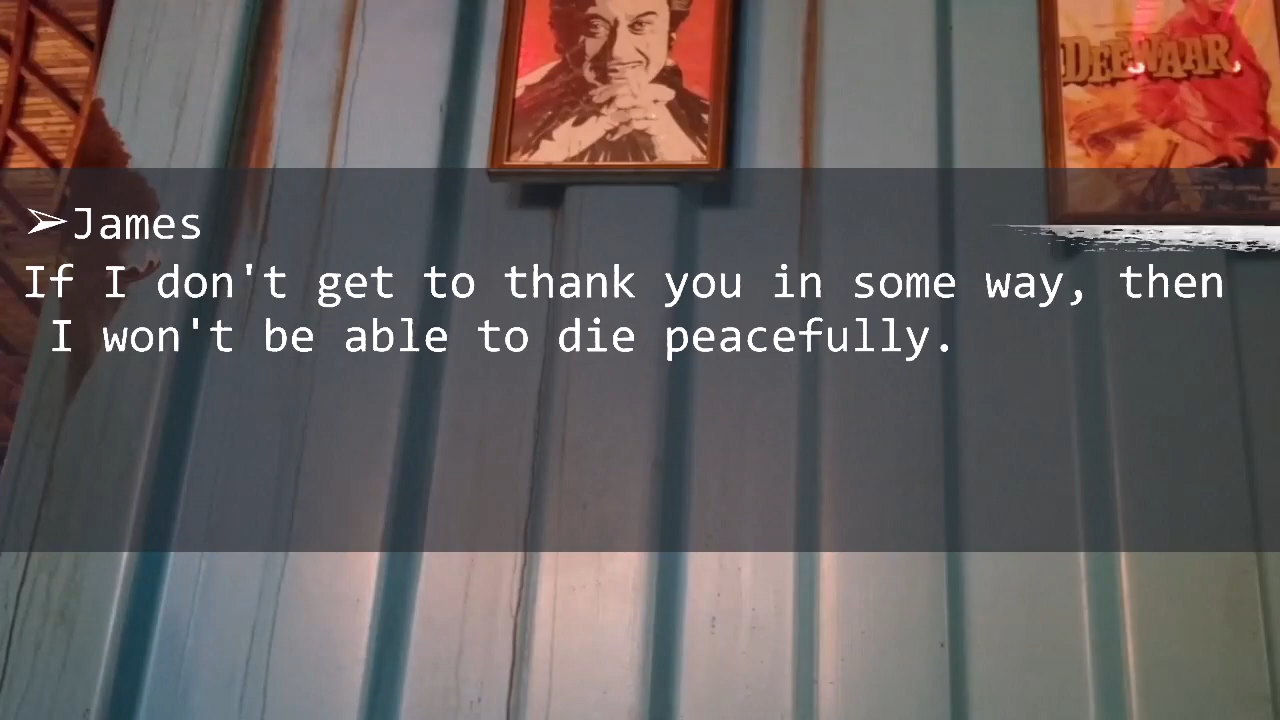 DEEWAAR
➢James
If I don't get to thank you in some way, then
I won't be able to die peacefully.